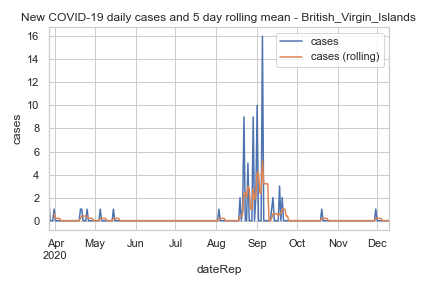 New COVID-19 daily cases and 5 day rolling mean - British_Virgin_Islands
cases
cases (rolling)
16
14
12
10
8
6
4
2
0
cases
Apr May Jun Jul Aug Sep Oct Nov Dec
2020
dateRep